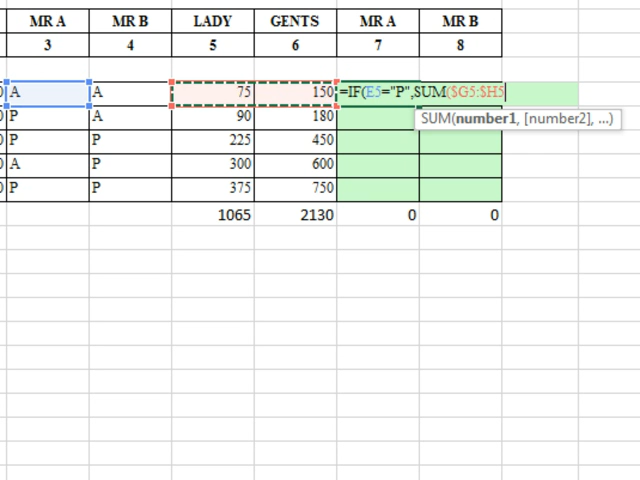 MR A MR B LADY GENTS MR A MR B
3 4 5 6 7 8
A A 75 150 =IF(E5="P",SUM($G5:$H5
P A 90 180
SUM(number1, [number2], ...)
P P 225 450
A P 300 600
P P 375 750
1065 2130 0 0